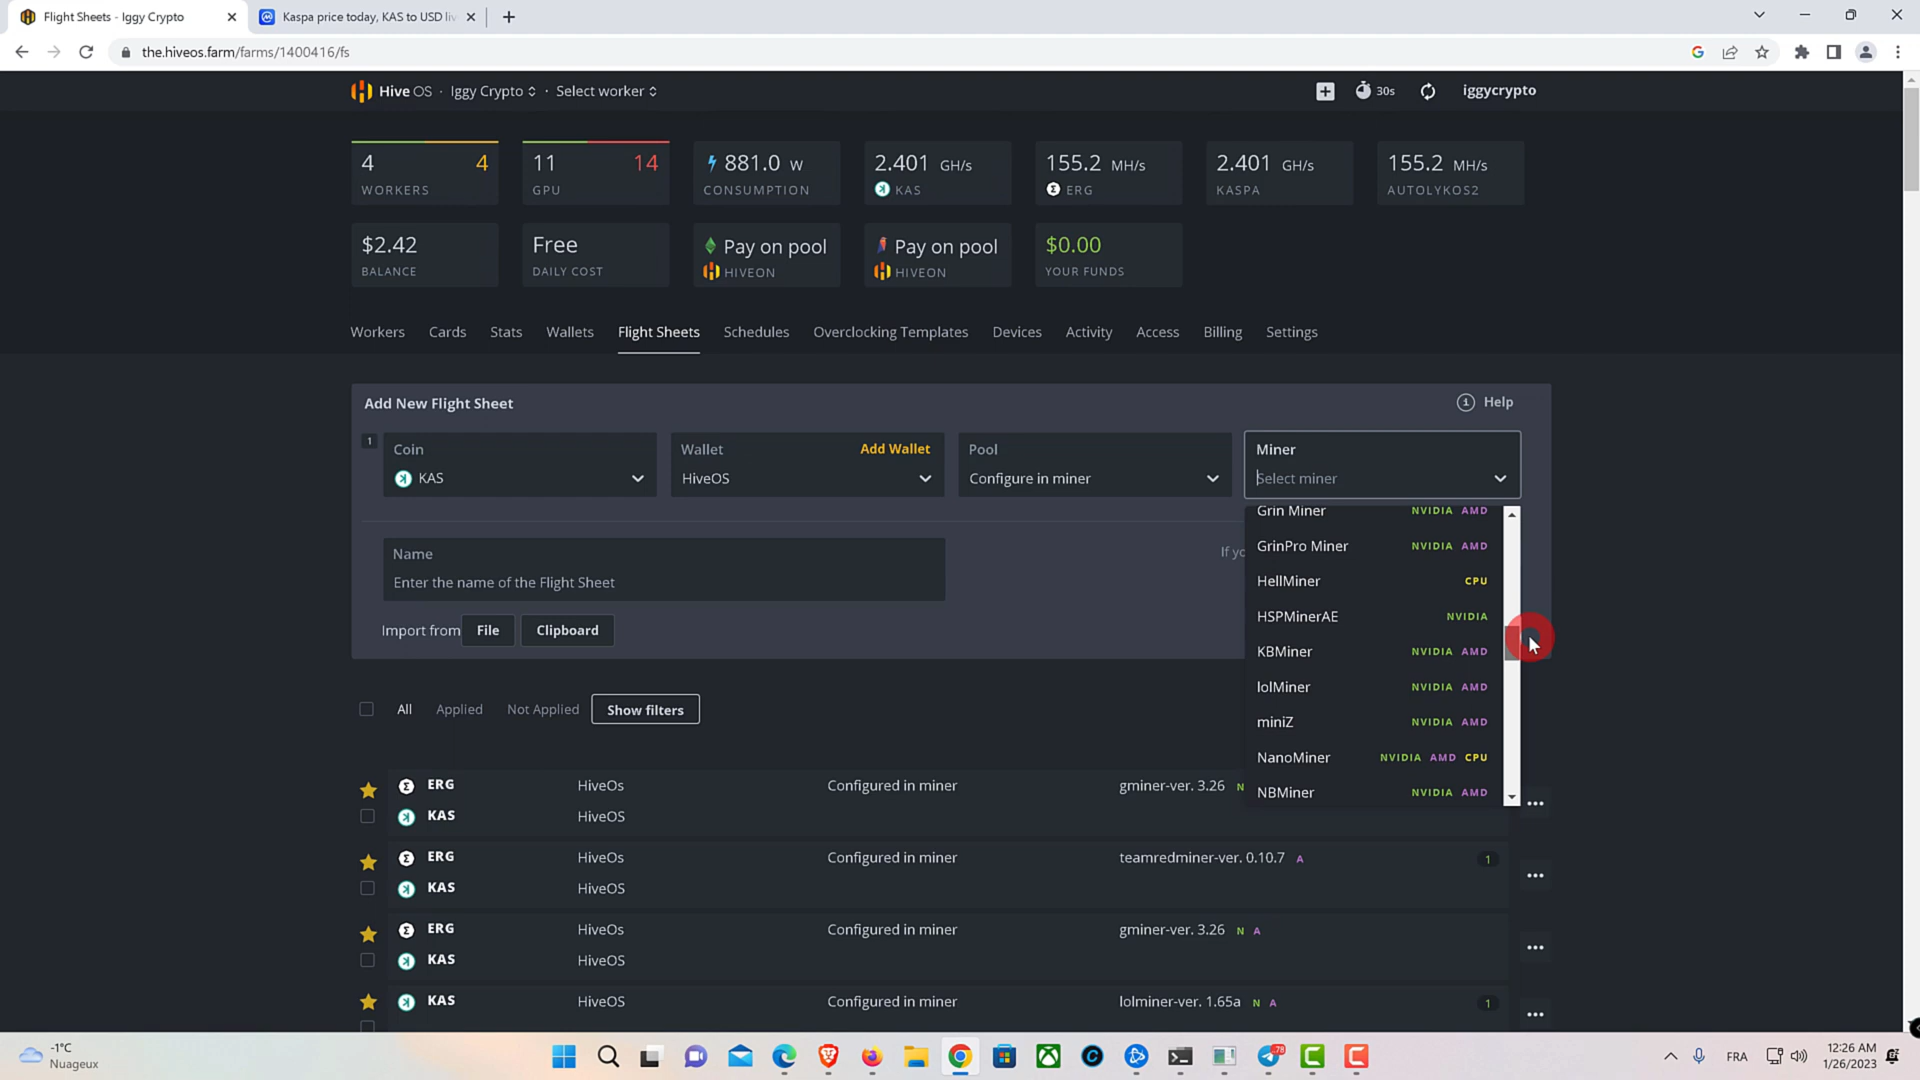 Flight Sheets - Iggy Crypto
Kaspa price today, KAS to USD live
the.hiveos.farm/farms/1400416/fs
Hive OS · Iggy Crypto · Select worker
30s
iggycrypto
4 4 WORKERS
11 14 GPU
881.0 W CONSUMPTION
2.401 GH/s KAS
155.2 MH/s ERG
2.401 GH/s KASPA
155.2 MH/s AUTOLYKOS2
$2.42 BALANCE
Free DAILY COST
Pay on pool HIVEON
Pay on pool HIVEON
$0.00 YOUR FUNDS
Workers Cards Stats Wallets Flight Sheets Schedules Overclocking Templates Devices Activity Access Billing Settings
Add New Flight Sheet
Help
1
Coin
KAS
Wallet Add Wallet
HiveOS
Pool
Configure in miner
Miner
Select miner
Grin Miner NVIDIA AMD
GrinPro Miner NVIDIA AMD
HellMiner CPU
HSPMinerAE NVIDIA
KBMiner NVIDIA AMD
lolMiner NVIDIA AMD
miniZ NVIDIA AMD
NanoMiner NVIDIA AMD CPU
NBMiner NVIDIA AMD
Name
Enter the name of the Flight Sheet
If
Import from File Clipboard
All Applied Not Applied Show filters
ERG HiveOs Configured in miner gminer-ver. 3.26 N
KAS HiveOS
ERG HiveOs Configured in miner teamredminer-ver. 0.10.7 A 1
KAS HiveOS
ERG HiveOs Configured in miner gminer-ver. 3.26 N A
KAS HiveOS
KAS HiveOS Configured in miner lolminer-ver. 1.65a N A 1
-1°C
Nuageux
78
FRA
12:26 AM
1/26/2023